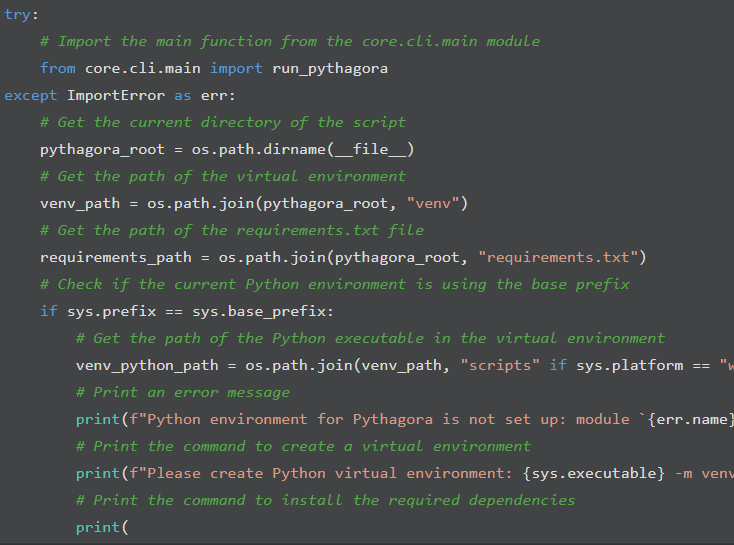 try:
    # Import the main function from the core.cli.main module
    from core.cli.main import run_pythagora
except ImportError as err:
    # Get the current directory of the script
    pythagora_root = os.path.dirname(__file__)
    # Get the path of the virtual environment
    venv_path = os.path.join(pythagora_root, "venv")
    # Get the path of the requirements.txt file
    requirements_path = os.path.join(pythagora_root, "requirements.txt")
    # Check if the current Python environment is using the base prefix
    if sys.prefix == sys.base_prefix:
        # Get the path of the Python executable in the virtual environment
        venv_python_path = os.path.join(venv_path, "scripts" if sys.platform == "w
        # Print an error message
        print(f"Python environment for Pythagora is not set up: module `{err.name}
        # Print the command to create a virtual environment
        print(f"Please create Python virtual environment: {sys.executable} -m venv
        # Print the command to install the required dependencies
        print(